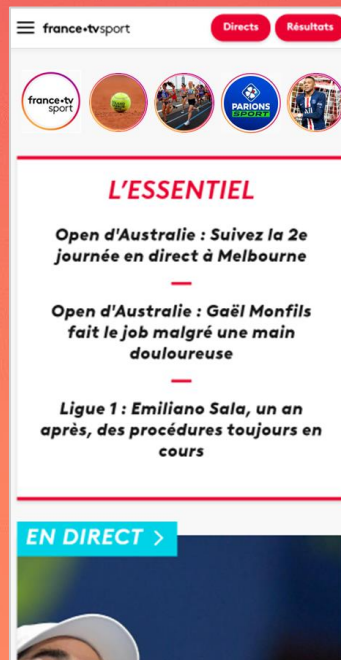 france•tvsport
Directs
Résultats
france•tv
sport
PARIONS
SPORT
L'ESSENTIEL
Open d'Australie : Suivez la 2e
journée en direct à Melbourne
Open d'Australie : Gaël Monfils
fait le job malgré une main
douloureuse
Ligue 1 : Emiliano Sala, un an
après, des procédures toujours en
cours
EN DIRECT >